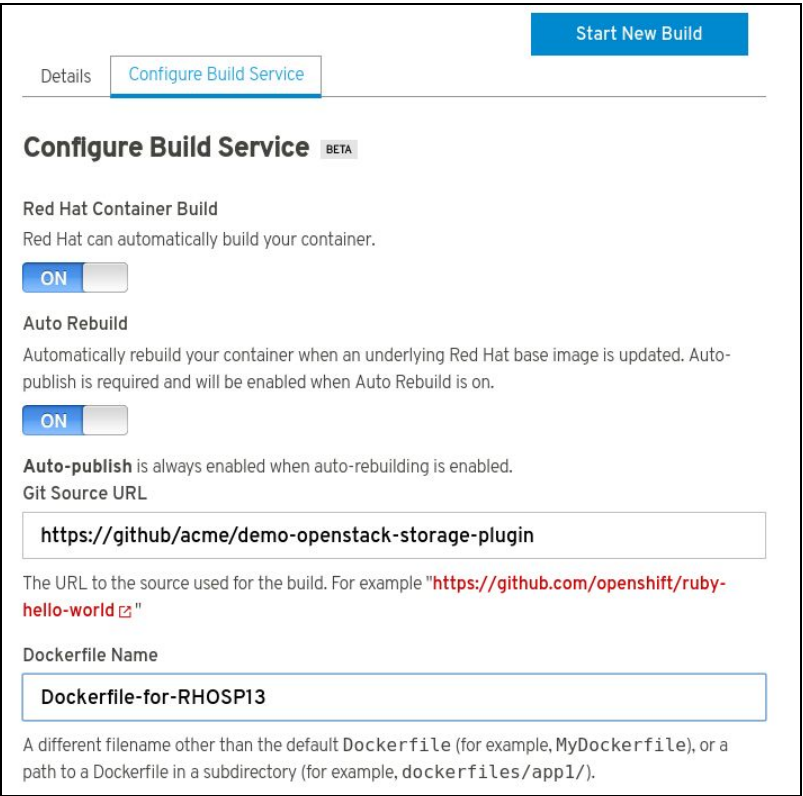 Start New Build
Details
Configure Build Service
Configure Build Service BETA
Red Hat Container Build
Red Hat can automatically build your container.
ON
Auto Rebuild
Automatically rebuild your container when an underlying Red Hat base image is updated. Auto-
publish is required and will be enabled when Auto Rebuild is on.
ON
Auto-publish is always enabled when auto-rebuilding is enabled.
Git Source URL
https://github/acme/demo-openstack-storage-plugin
The URL to the source used for the build. For example "https://github.com/openshift/ruby-
hello-world"
Dockerfile Name
Dockerfile-for-RHOSP13
A different filename other than the default Dockerfile (for example, MyDockerfile), or a
path to a Dockerfile in a subdirectory (for example, dockerfiles/app1/).